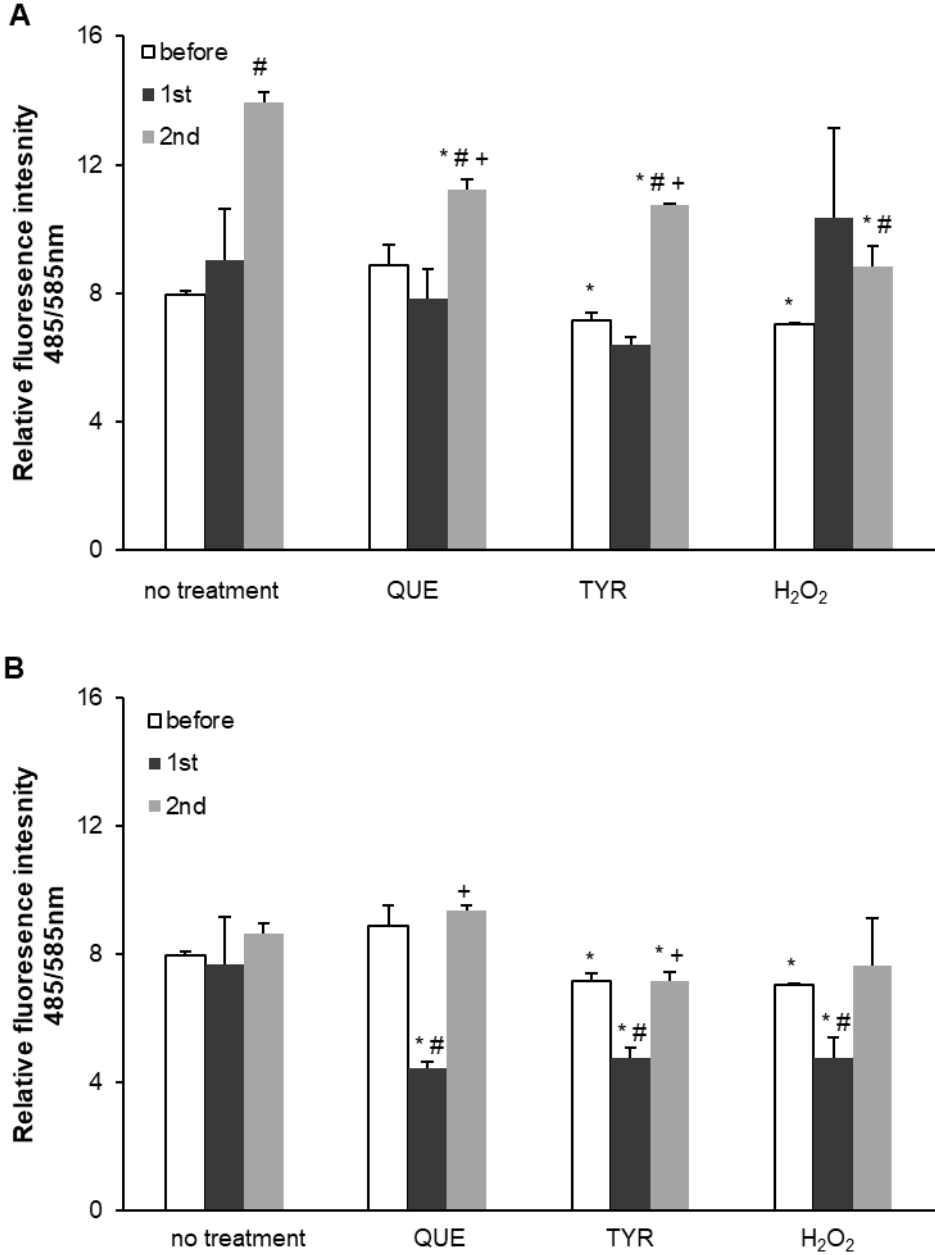 A
Relative fluoresence intesnity
485/585nm
16
12
8
4
0
before
1st
2nd
#
* # +
*
* # +
*
* #
no treatment
QUE
TYR
H₂O₂
B
Relative fluoresence intesnity
485/585nm
16
12
8
4
0
before
1st
2nd
* #
+
*
* #
* +
*
* #
no treatment
QUE
TYR
H₂O₂